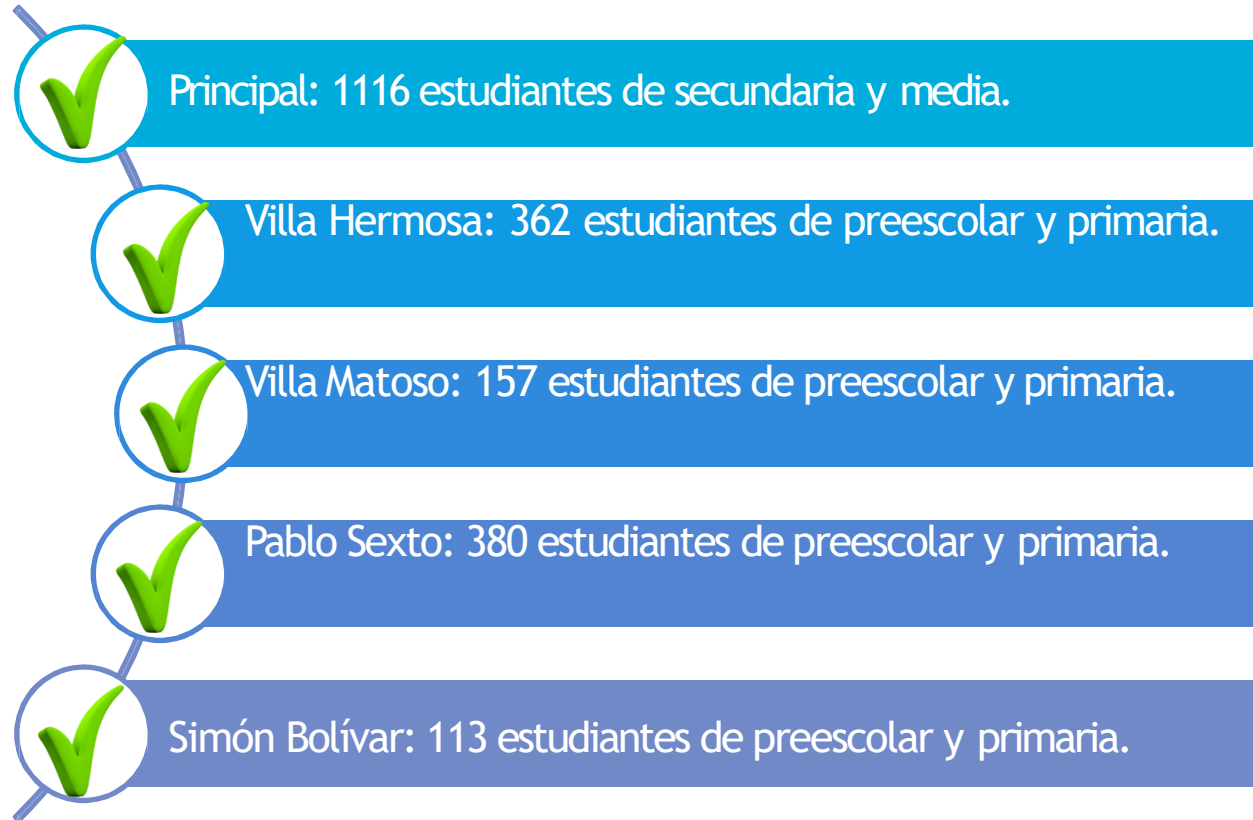 Principal: 1116 estudiantes de secundaria y media.
Villa Hermosa: 362 estudiantes de preescolar y primaria.
Villa Matoso: 157 estudiantes de preescolar y primaria.
Pablo Sexto: 380 estudiantes de preescolar y primaria.
Simón Bolívar: 113 estudiantes de preescolar y primaria.